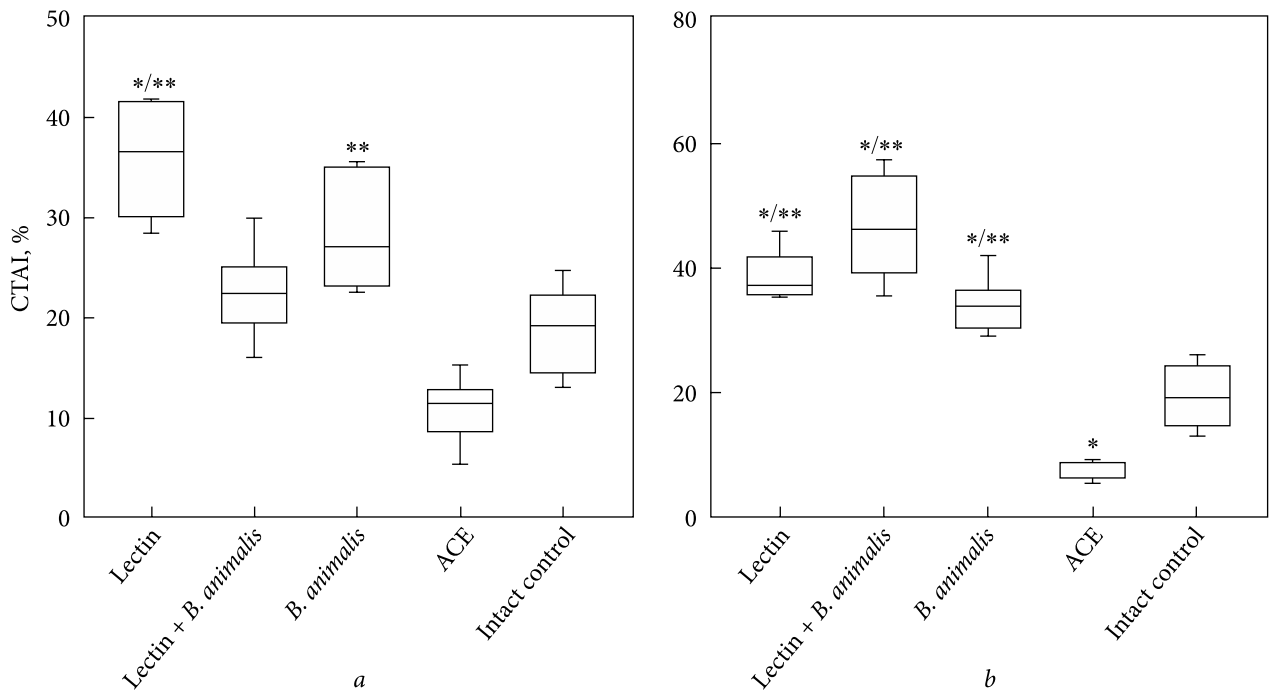 CTAI, %
50
40
30
20
10
0
*/**
**
Lectin
Lectin + B. animalis
B. animalis
ACE
Intact control
a
80
60
40
20
0
*/**
*/**
*/**
*
Lectin
Lectin + B. animalis
B. animalis
ACE
Intact control
b